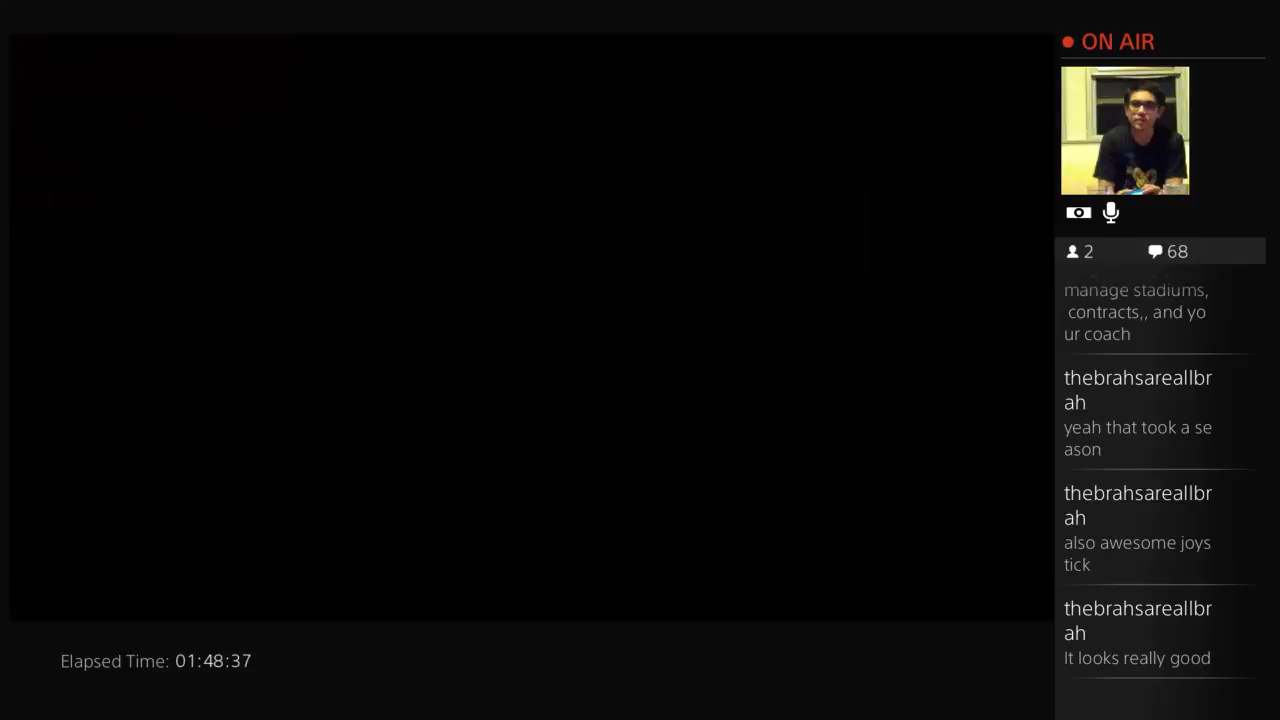 ON AIR
2
68
manage stadiums,
contracts,, and yo
ur coach
thebrahsareallbr
ah
yeah that took a se
ason
thebrahsareallbr
ah
also awesome joys
tick
thebrahsareallbr
ah
It looks really good
Elapsed Time: 01:48:37